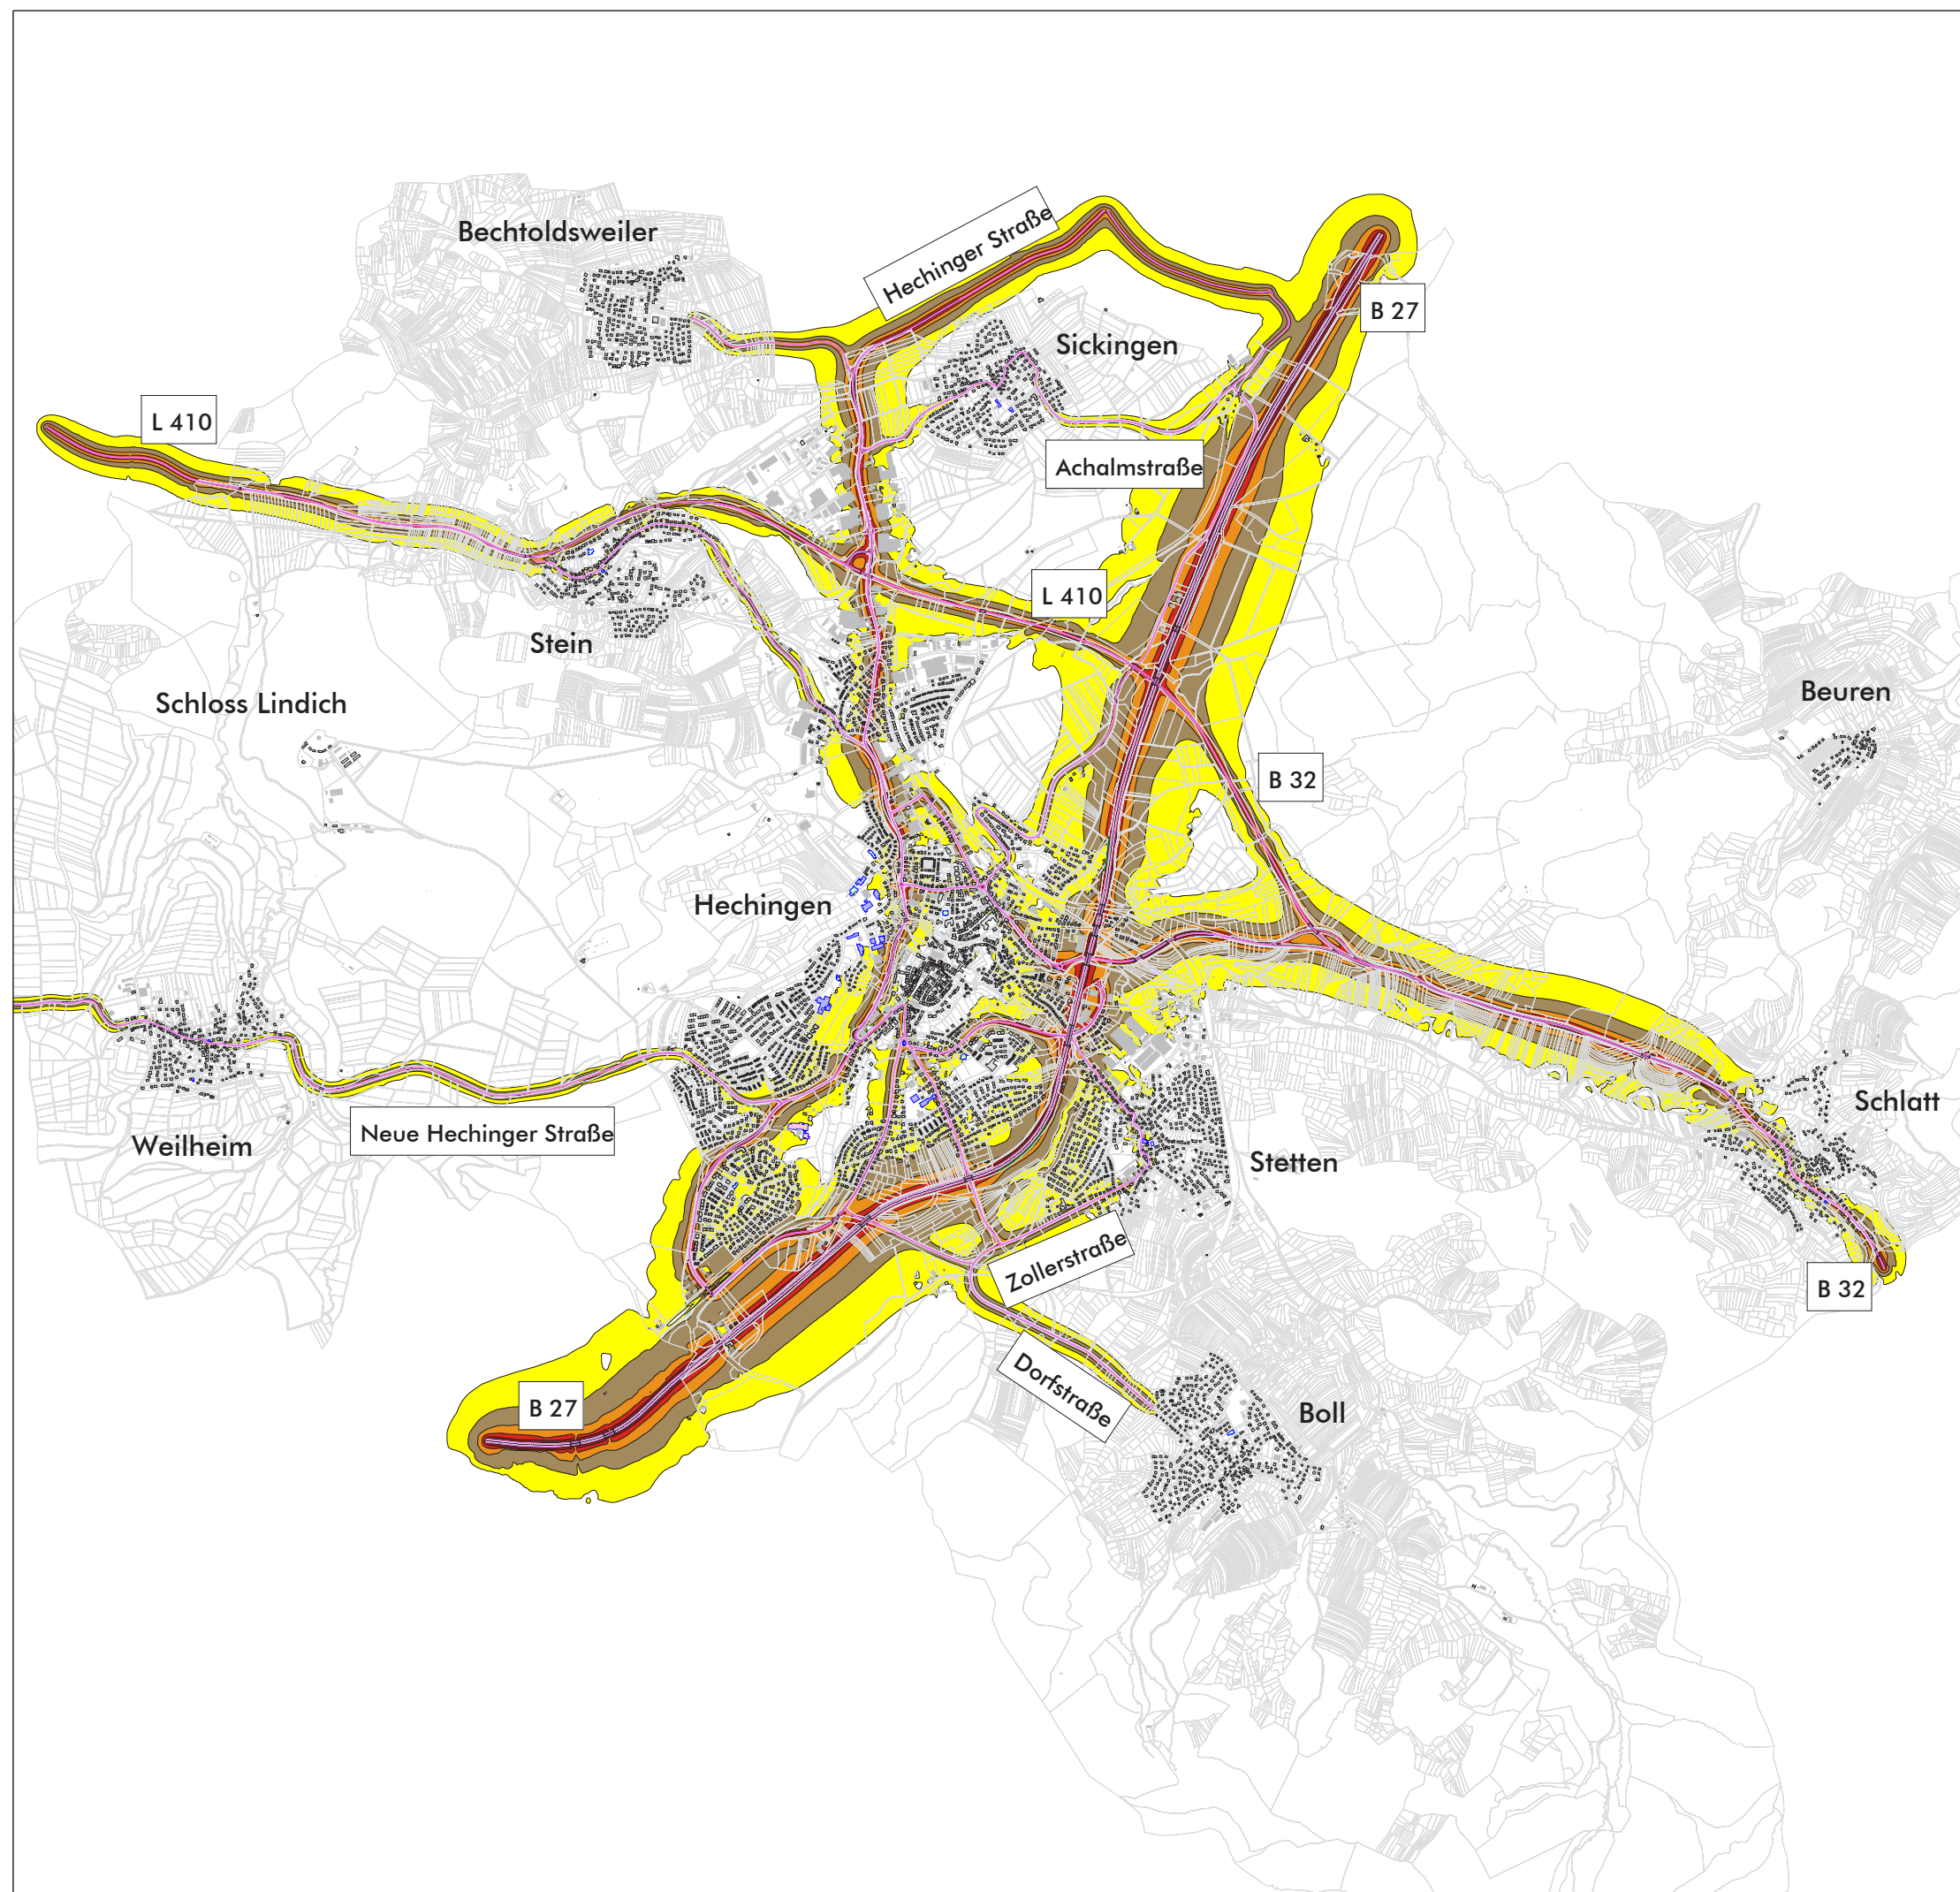 Bechtoldsweiler
Hechinger Straße
B 27
Sickingen
L 410
Achalmstraße
L 410
Stein
Schloss Lindich
Beuren
B 32
Hechingen
Schlatt
Neue Hechinger Straße
Weilheim
Stetten
Zollerstraße
B 32
Dorfstraße
B 27
Boll